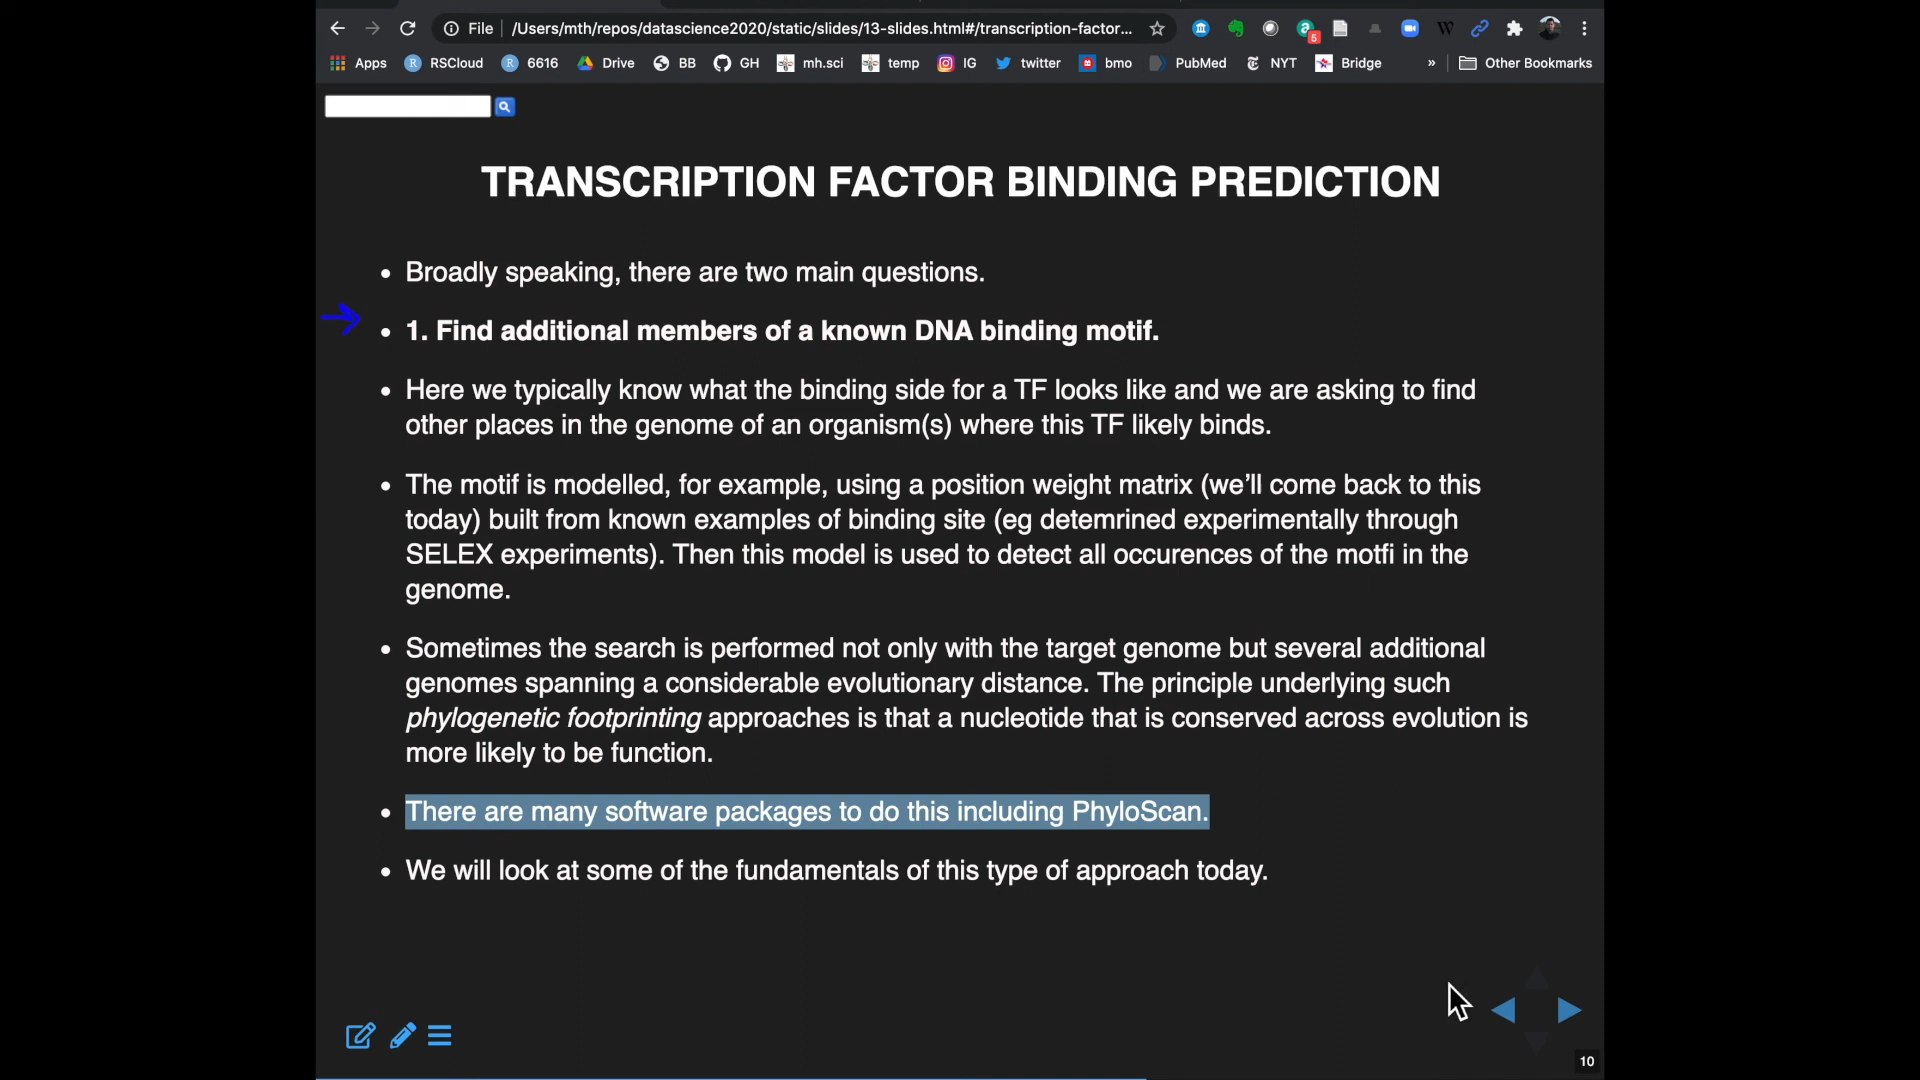 File /Users/mth/repos/datascience2020/static/slides/13-slides.html#/transcription-factor...
5
W
Apps RSCloud 6616 Drive BB GH mh.sci temp IG twitter bmo PubMed NYT Bridge » Other Bookmarks
TRANSCRIPTION FACTOR BINDING PREDICTION
• Broadly speaking, there are two main questions.
• 1. Find additional members of a known DNA binding motif.
• Here we typically know what the binding side for a TF looks like and we are asking to find
other places in the genome of an organism(s) where this TF likely binds.
• The motif is modelled, for example, using a position weight matrix (we’ll come back to this
today) built from known examples of binding site (eg detemrined experimentally through
SELEX experiments). Then this model is used to detect all occurences of the motfi in the
genome.
• Sometimes the search is performed not only with the target genome but several additional
genomes spanning a considerable evolutionary distance. The principle underlying such
phylogenetic footprinting approaches is that a nucleotide that is conserved across evolution is
more likely to be function.
• There are many software packages to do this including PhyloScan.
• We will look at some of the fundamentals of this type of approach today.
10